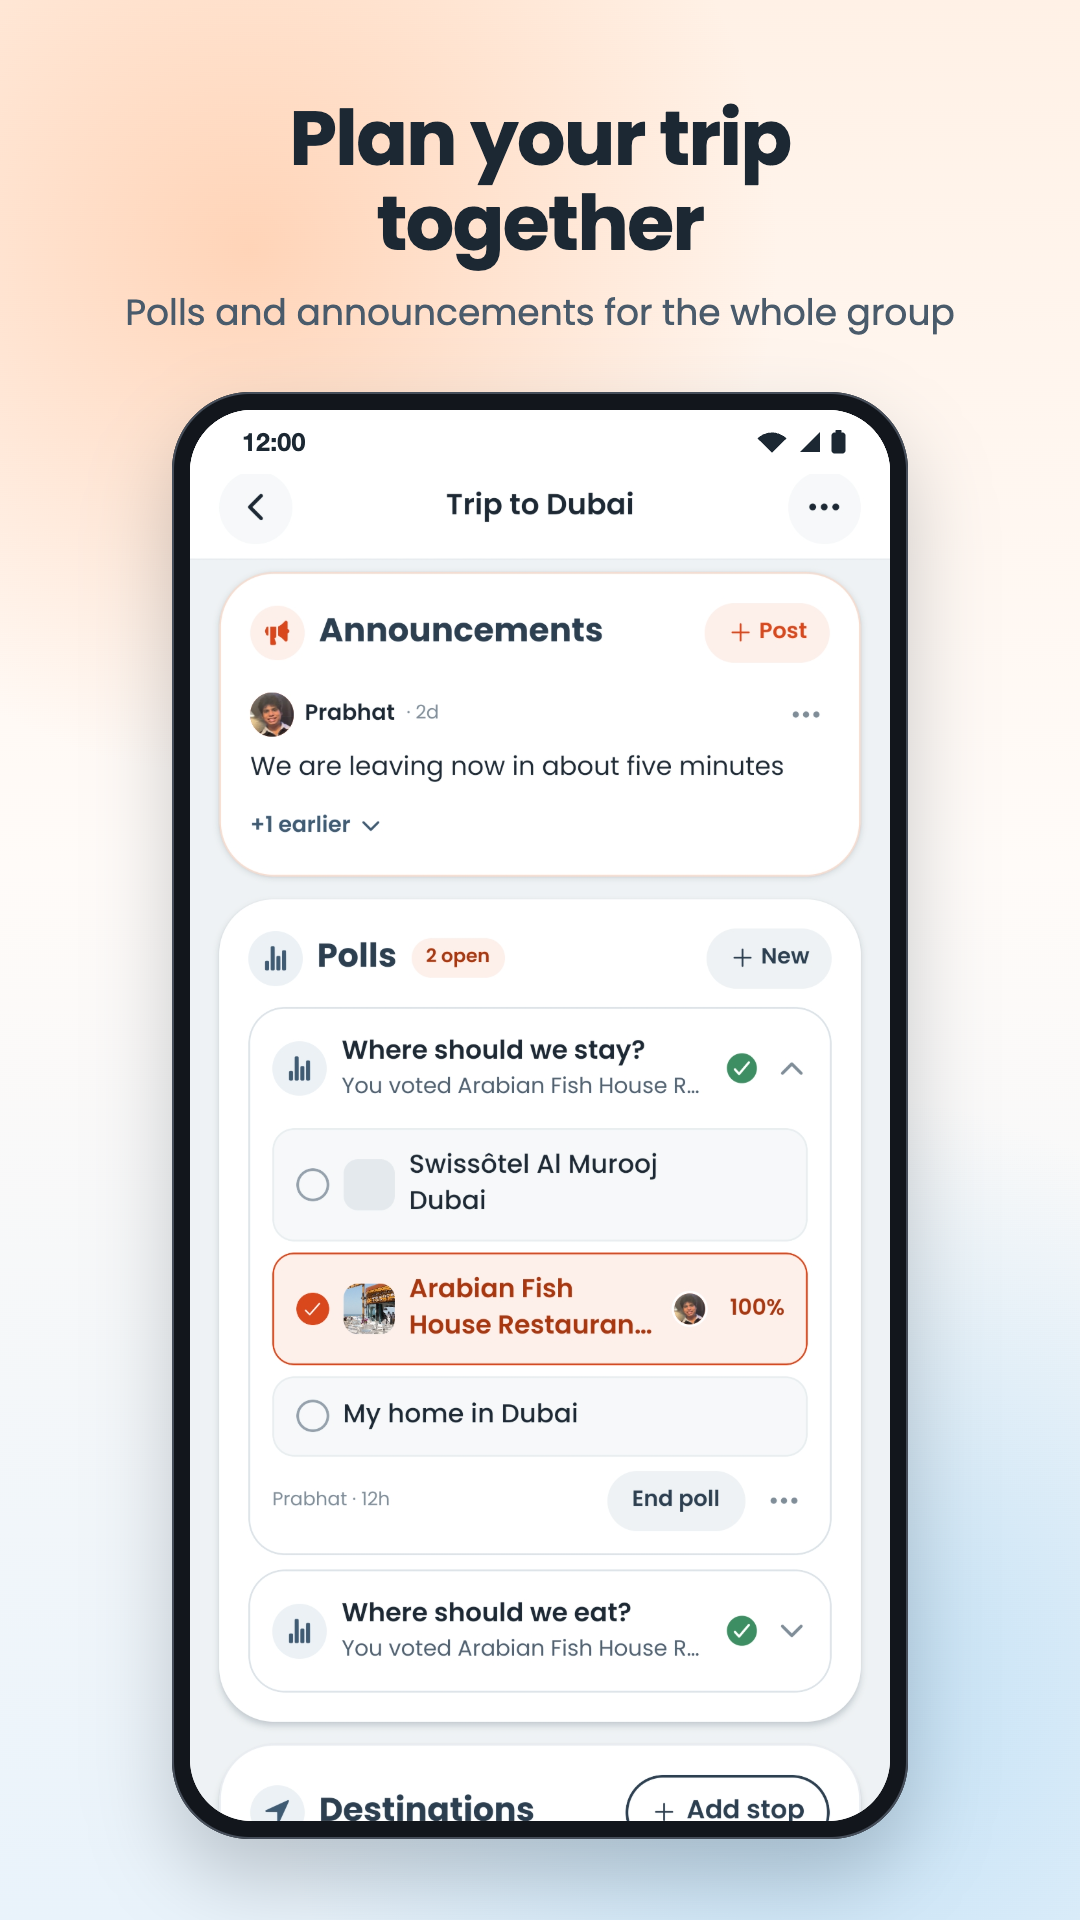 Plan your trip
together
Polls and announcements for the whole group
12:00
Trip to Dubai
Announcements
+ Post
Prabhat · 2d
We are leaving now in about five minutes
+1 earlier
Polls
2 open
+ New
Where should we stay?
You voted Arabian Fish House R...
Swissôtel Al Murooj
Dubai
Arabian Fish
House Restauran...
100%
My home in Dubai
Prabhat · 12h
End poll
Where should we eat?
You voted Arabian Fish House R...
Destinations
+ Add stop